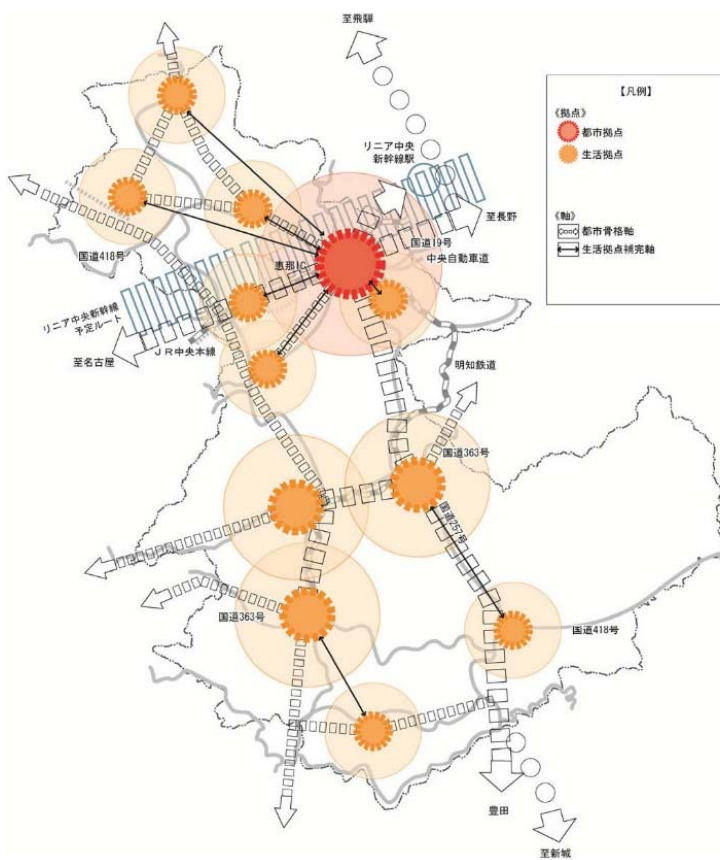 至飛騨
【凡例】
《拠点》
都市拠点
生活拠点
《軸》
都市骨格軸
生活拠点補完軸
リニア中央
新幹線駅
至長野
国道19号
中央自動車道
恵那IC
国道418号
リニア中央新幹線
予定ルート
JR中央本線
至名古屋
明知鉄道
国道363号
国道257号
国道363号
国道418号
豊田
至新城